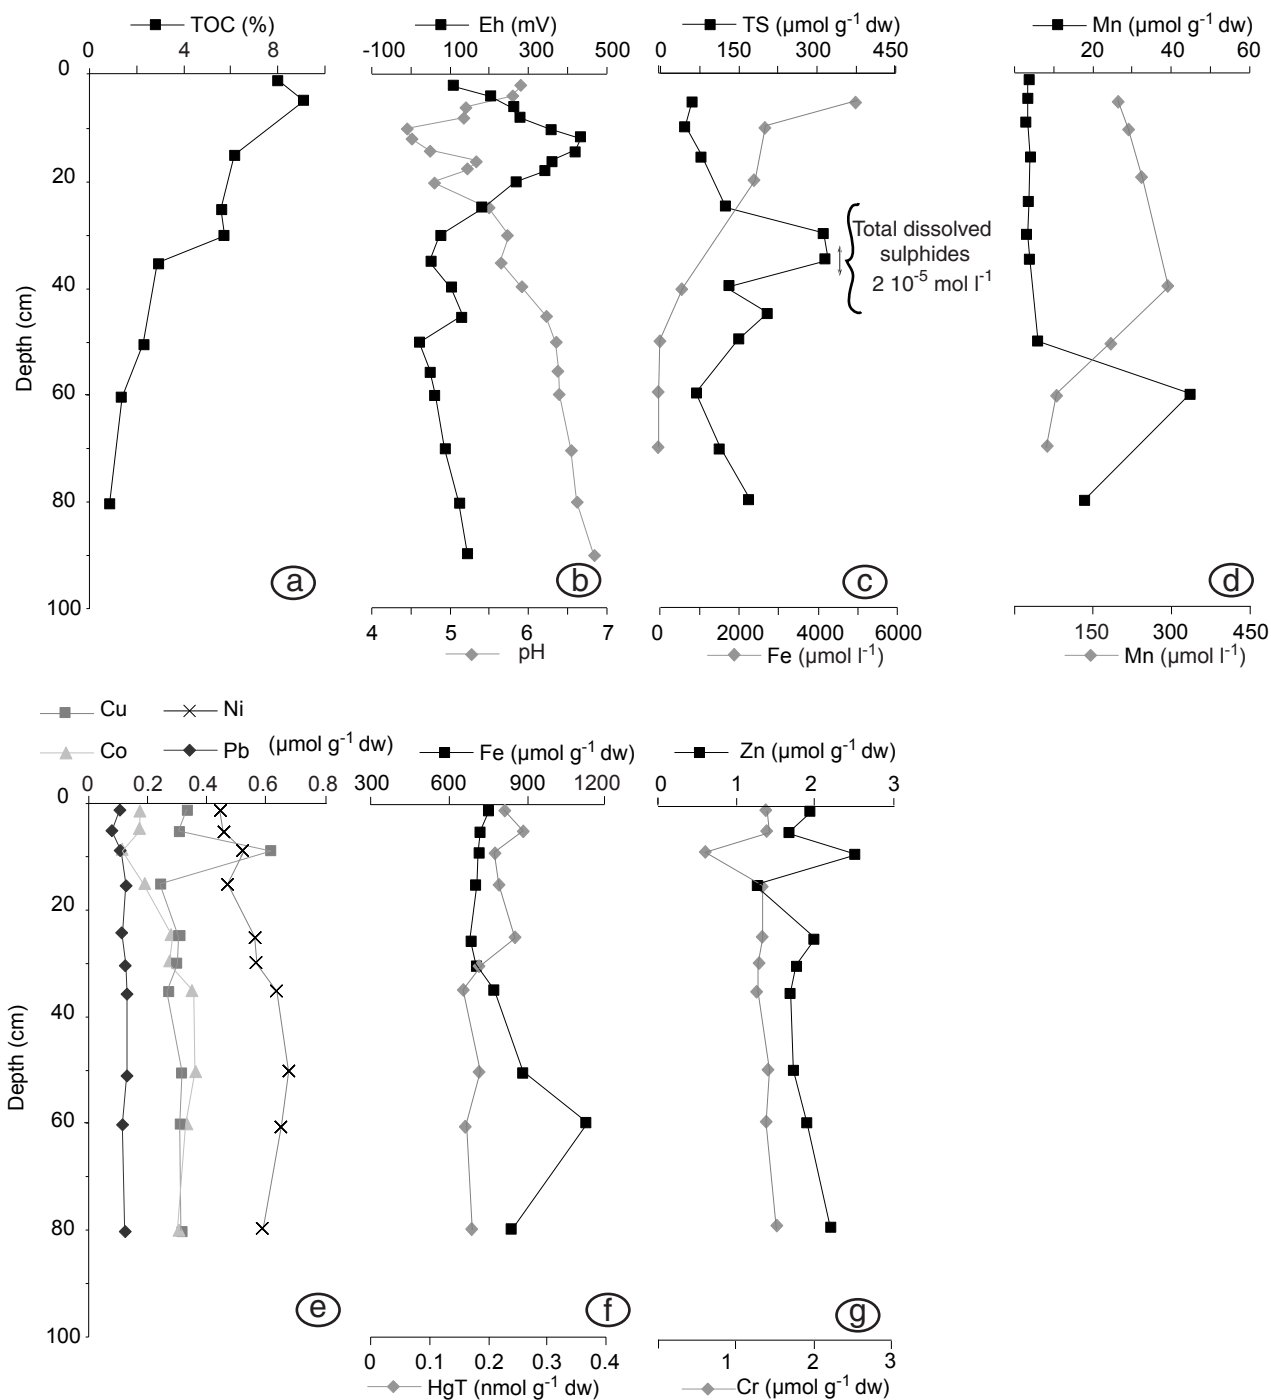 TOC (%)
0 4 8
Eh (mV)
-100 100 300 500
TS (µmol g-1 dw)
0 150 300 450
Mn (µmol g-1 dw)
20 60
40
0
20
40
60
80
100
Depth (cm)
Total dissolved
sulphides
2 10-5 mol l-1
a
b
c
d
4 5 6 7
pH
0 2000 4000 6000
Fe (µmol l-1)
150 300 450
Mn (µmol l-1)
Cu Ni
Co Pb (µmol g-1 dw)
0 0.2 0.4 0.6 0.8
Fe (µmol g-1 dw)
300 600 900 1200
Zn (µmol g-1 dw)
0 1 2 3
0
20
40
60
80
100
Depth (cm)
e
f
g
0 0.1 0.2 0.3 0.4
HgT (nmol g-1 dw)
0 1 2 3
Cr (µmol g-1 dw)